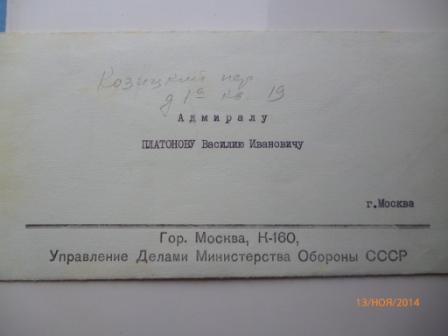 Козицкий пер
д 1а кв. 19
Адмиралу
ПЛАТОНОВУ Василию Ивановичу
г.Москва
Гор. Москва, К-160,
Управление Делами Министерства Обороны СССР
13/НОЯ/2014